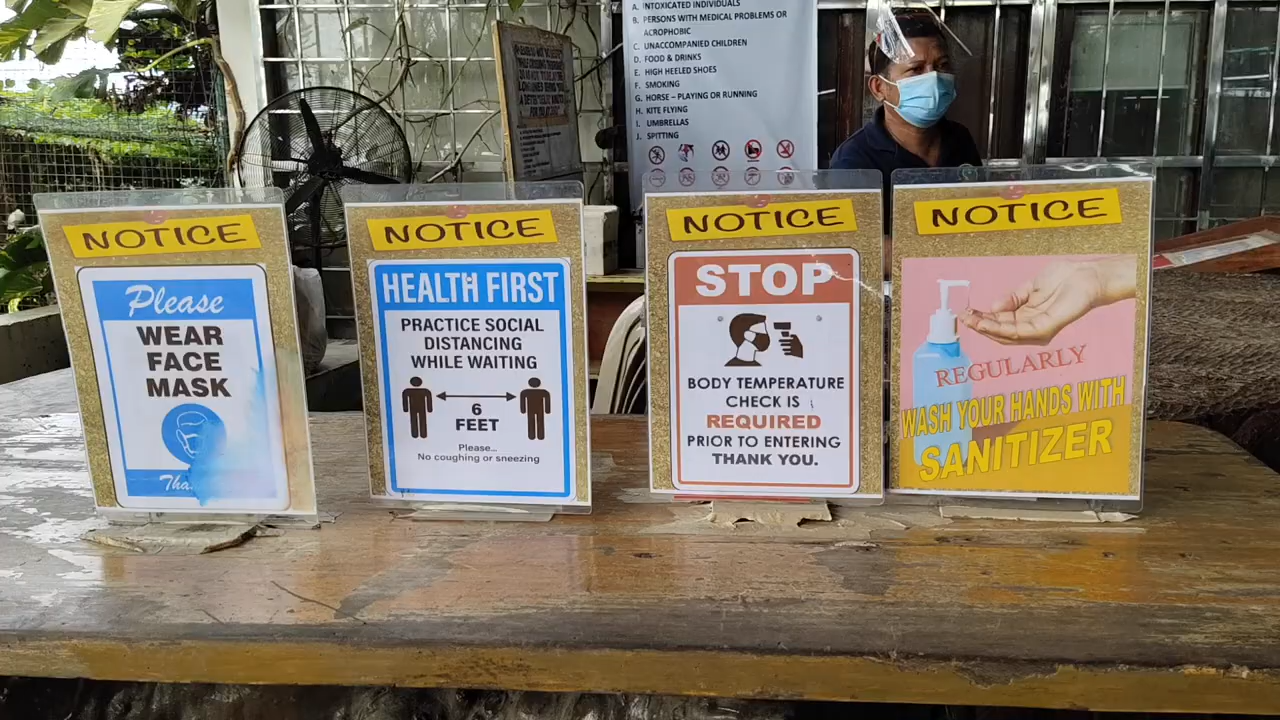 A. INTOXICATED INDIVIDUALS
B. PERSONS WITH MEDICAL PROBLEMS OR
ACROPHOBIC
C. UNACCOMPANIED CHILDREN
D. FOOD & DRINKS
E. HIGH HEELED SHOES
F. SMOKING
G. HORSE – PLAYING OR RUNNING
H. KITE FLYING
I. UMBRELLAS
J. SPITTING
NOTICE
Please
WEAR
FACE
MASK
NOTICE
HEALTH FIRST
PRACTICE SOCIAL
DISTANCING
WHILE WAITING
6
FEET
Please...
No coughing or sneezing
NOTICE
STOP
BODY TEMPERATURE
CHECK IS
REQUIRED
PRIOR TO ENTERING
THANK YOU.
NOTICE
REGULARLY
WASH YOUR HANDS WITH
SANITIZER